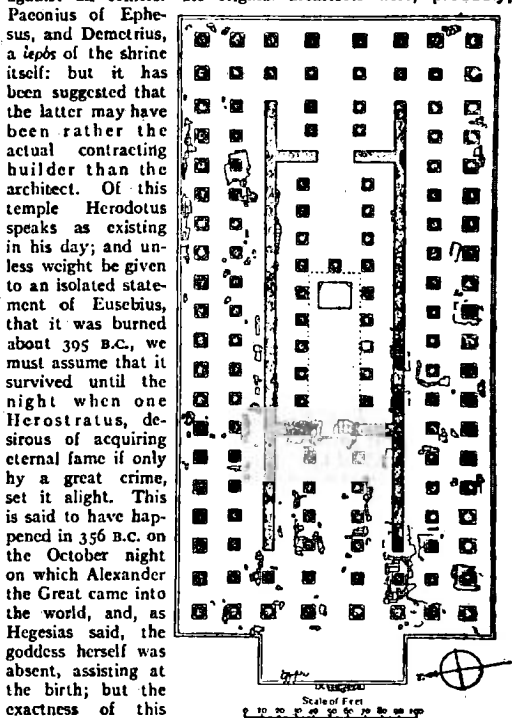 Paeonius of Ephe-
sus, and Demetrius,
a ἱερὸs of the shrine
itself: but it has
been suggested that
the latter may have
been rather the
actual contracting
builder than the
architect. Of this
temple Herodotus
speaks as existing
in his day; and un-
less weight be given
to an isolated state-
ment of Eusebius,
that it was burned
about 395 B.C., we
must assume that it
survived until the
night when one
Herostratus, de-
sirous of acquiring
eternal fame if only
by a great crime,
set it alight. This
is said to have hap-
pened in 356 B.C. on
the October night
on which Alexander
the Great came into
the world, and, as
Hegesias said, the
goddess herself was
absent, assisting at
the birth; but the
exactness of this
Scale of Feet
0 10 20 30 40 50 60 70 80 90 100